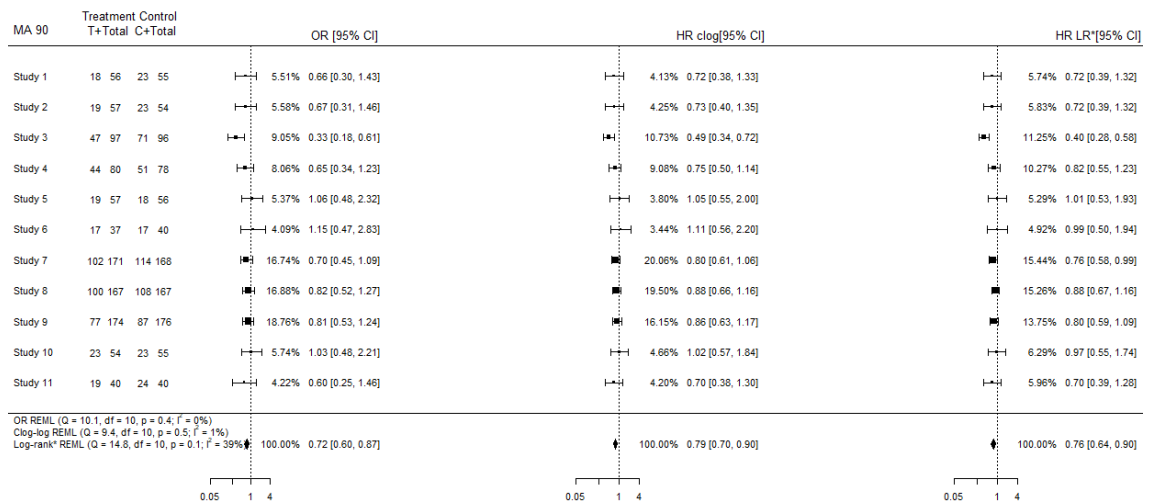 Treatment Control
MA 90 T+Total C+Total OR [95% CI] HR clog[95% CI] HR LR*[95% CI]
Study 1 18 56 23 55 5.51% 0.66 [0.30, 1.43] 4.13% 0.72 [0.38, 1.33] 5.74% 0.72 [0.39, 1.32]
Study 2 19 57 23 54 5.58% 0.67 [0.31, 1.46] 4.25% 0.73 [0.40, 1.35] 5.83% 0.72 [0.39, 1.32]
Study 3 47 97 71 96 9.05% 0.33 [0.18, 0.61] 10.73% 0.49 [0.34, 0.72] 11.25% 0.40 [0.28, 0.58]
Study 4 44 80 51 78 8.06% 0.65 [0.34, 1.23] 9.08% 0.75 [0.50, 1.14] 10.27% 0.82 [0.55, 1.23]
Study 5 19 57 18 56 5.37% 1.06 [0.48, 2.32] 3.80% 1.05 [0.55, 2.00] 5.29% 1.01 [0.53, 1.93]
Study 6 17 37 17 40 4.09% 1.15 [0.47, 2.83] 3.44% 1.11 [0.56, 2.20] 4.92% 0.99 [0.50, 1.94]
Study 7 102 171 114 168 16.74% 0.70 [0.45, 1.09] 20.06% 0.80 [0.61, 1.06] 15.44% 0.76 [0.58, 0.99]
Study 8 100 167 108 167 16.88% 0.82 [0.52, 1.27] 19.50% 0.88 [0.66, 1.16] 15.26% 0.88 [0.67, 1.16]
Study 9 77 174 87 176 18.76% 0.81 [0.53, 1.24] 16.15% 0.86 [0.63, 1.17] 13.75% 0.80 [0.59, 1.09]
Study 10 23 54 23 55 5.74% 1.03 [0.48, 2.21] 4.66% 1.02 [0.57, 1.84] 6.29% 0.97 [0.55, 1.74]
Study 11 19 40 24 40 4.22% 0.60 [0.25, 1.46] 4.20% 0.70 [0.38, 1.30] 5.96% 0.70 [0.39, 1.28]
OR REML (Q = 10.1, df = 10, p = 0.4; I² = 0%)
Clog-log REML (Q = 9.4, df = 10, p = 0.5; I² = 1%)
Log-rank* REML (Q = 14.8, df = 10, p = 0.1; I² = 39% 100.00% 0.72 [0.60, 0.87] 100.00% 0.79 [0.70, 0.90] 100.00% 0.76 [0.64, 0.90]
0.05 1 4 0.05 1 4 0.05 1 4